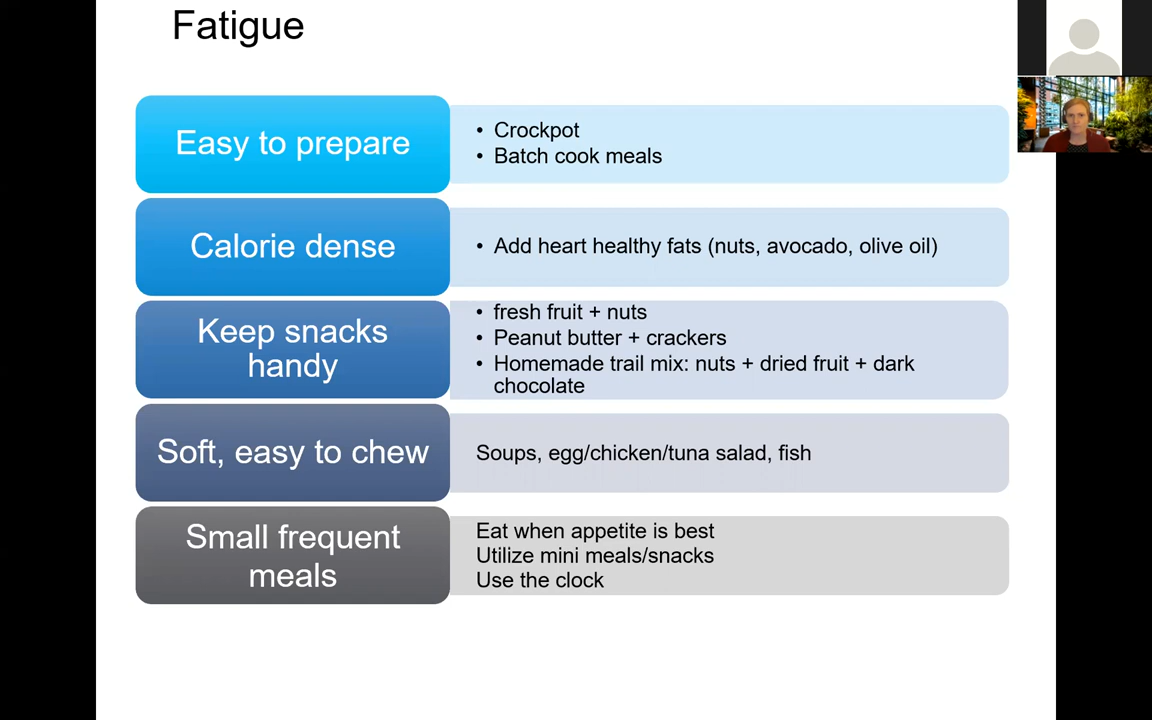 Fatigue
Easy to prepare
• Crockpot
• Batch cook meals
Calorie dense
• Add heart healthy fats (nuts, avocado, olive oil)
Keep snacks
handy
• fresh fruit + nuts
• Peanut butter + crackers
• Homemade trail mix: nuts + dried fruit + dark
chocolate
Soft, easy to chew
Soups, egg/chicken/tuna salad, fish
Small frequent
meals
Eat when appetite is best
Utilize mini meals/snacks
Use the clock